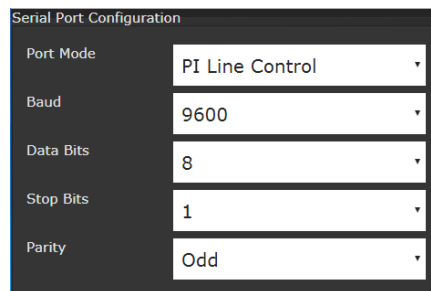 Serial Port Configuration
Port Mode PI Line Control
Baud 9600
Data Bits 8
Stop Bits 1
Parity Odd